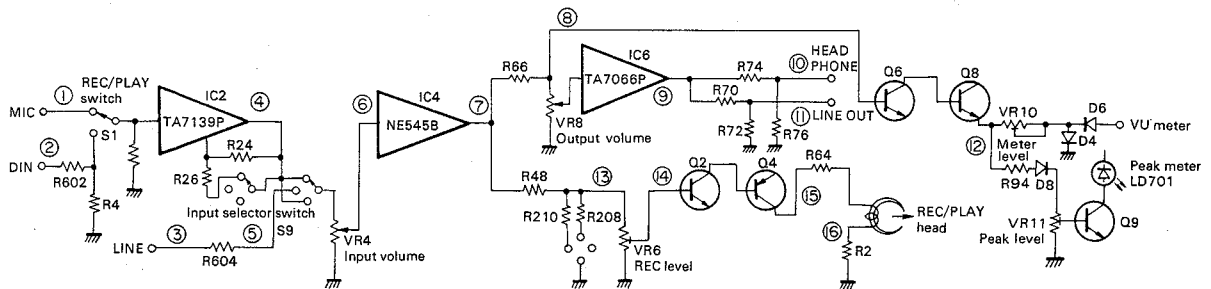 ⑧
IC6
R66
TA7066P
R74
⑩ HEAD PHONE
Q6
Q8
REC/PLAY switch
①
MIC
IC2
TA7139P
④
⑥
IC4
NE545B
⑦
⑨
R70
LINE OUT
⑪
VR8
Output volume
R72
R76
VR10
Meter level
D6
D4
VU meter
⑫
S1
②
DIN
R602
R4
R24
R26
Input selector switch
S9
R48
⑬
R210
R208
⑭
Q2
Q4
R64
⑮
R94
D8
Peak meter
LD701
③
LINE
R604
⑤
VR4
Input volume
VR6
REC level
⑯
R2
REC/PLAY head
VR11
Peak level
Q9